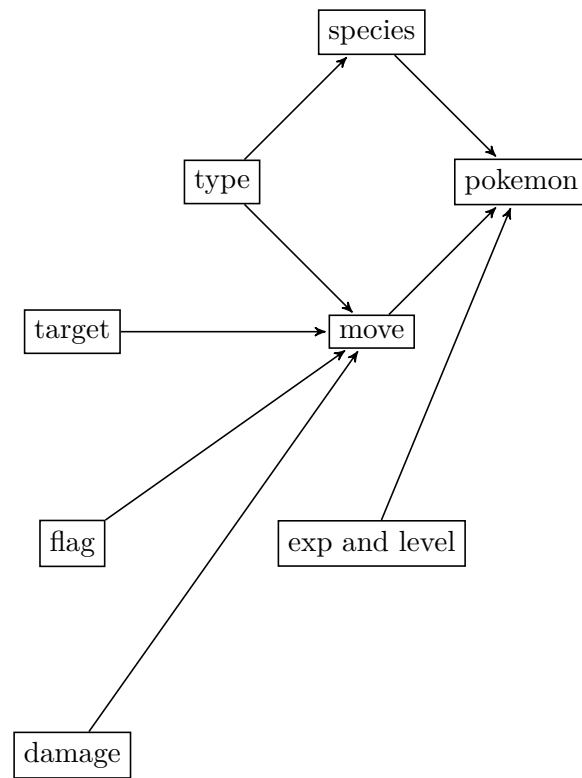 species
type
pokemon
target
move
flag
exp and level
damage